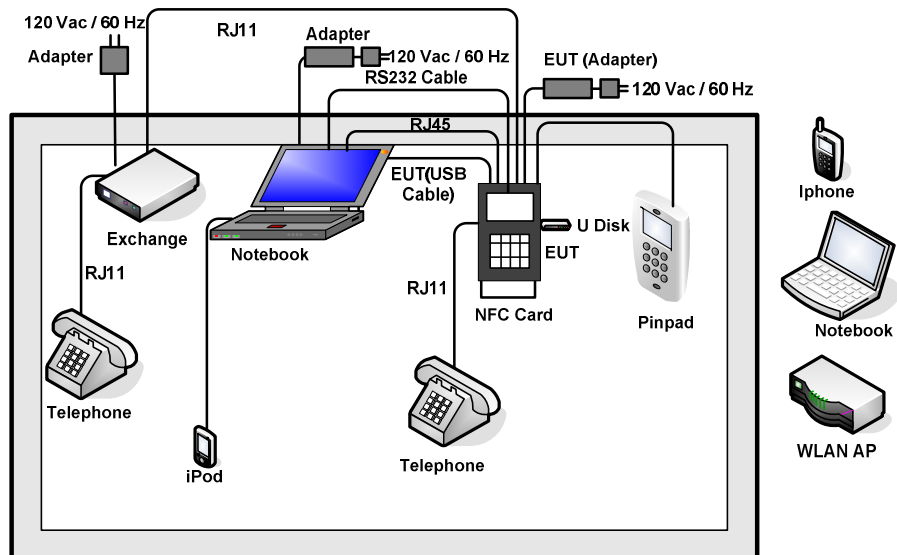 120 Vac / 60 Hz
RJ11
Adapter
Adapter
120 Vac / 60 Hz
EUT (Adapter)
RS232 Cable
120 Vac / 60 Hz
RJ45
EUT(USB
Cable)
Iphone
U Disk
Exchange
Notebook
EUT
RJ11
RJ11
NFC Card
Pinpad
Notebook
Telephone
Telephone
iPod
WLAN AP